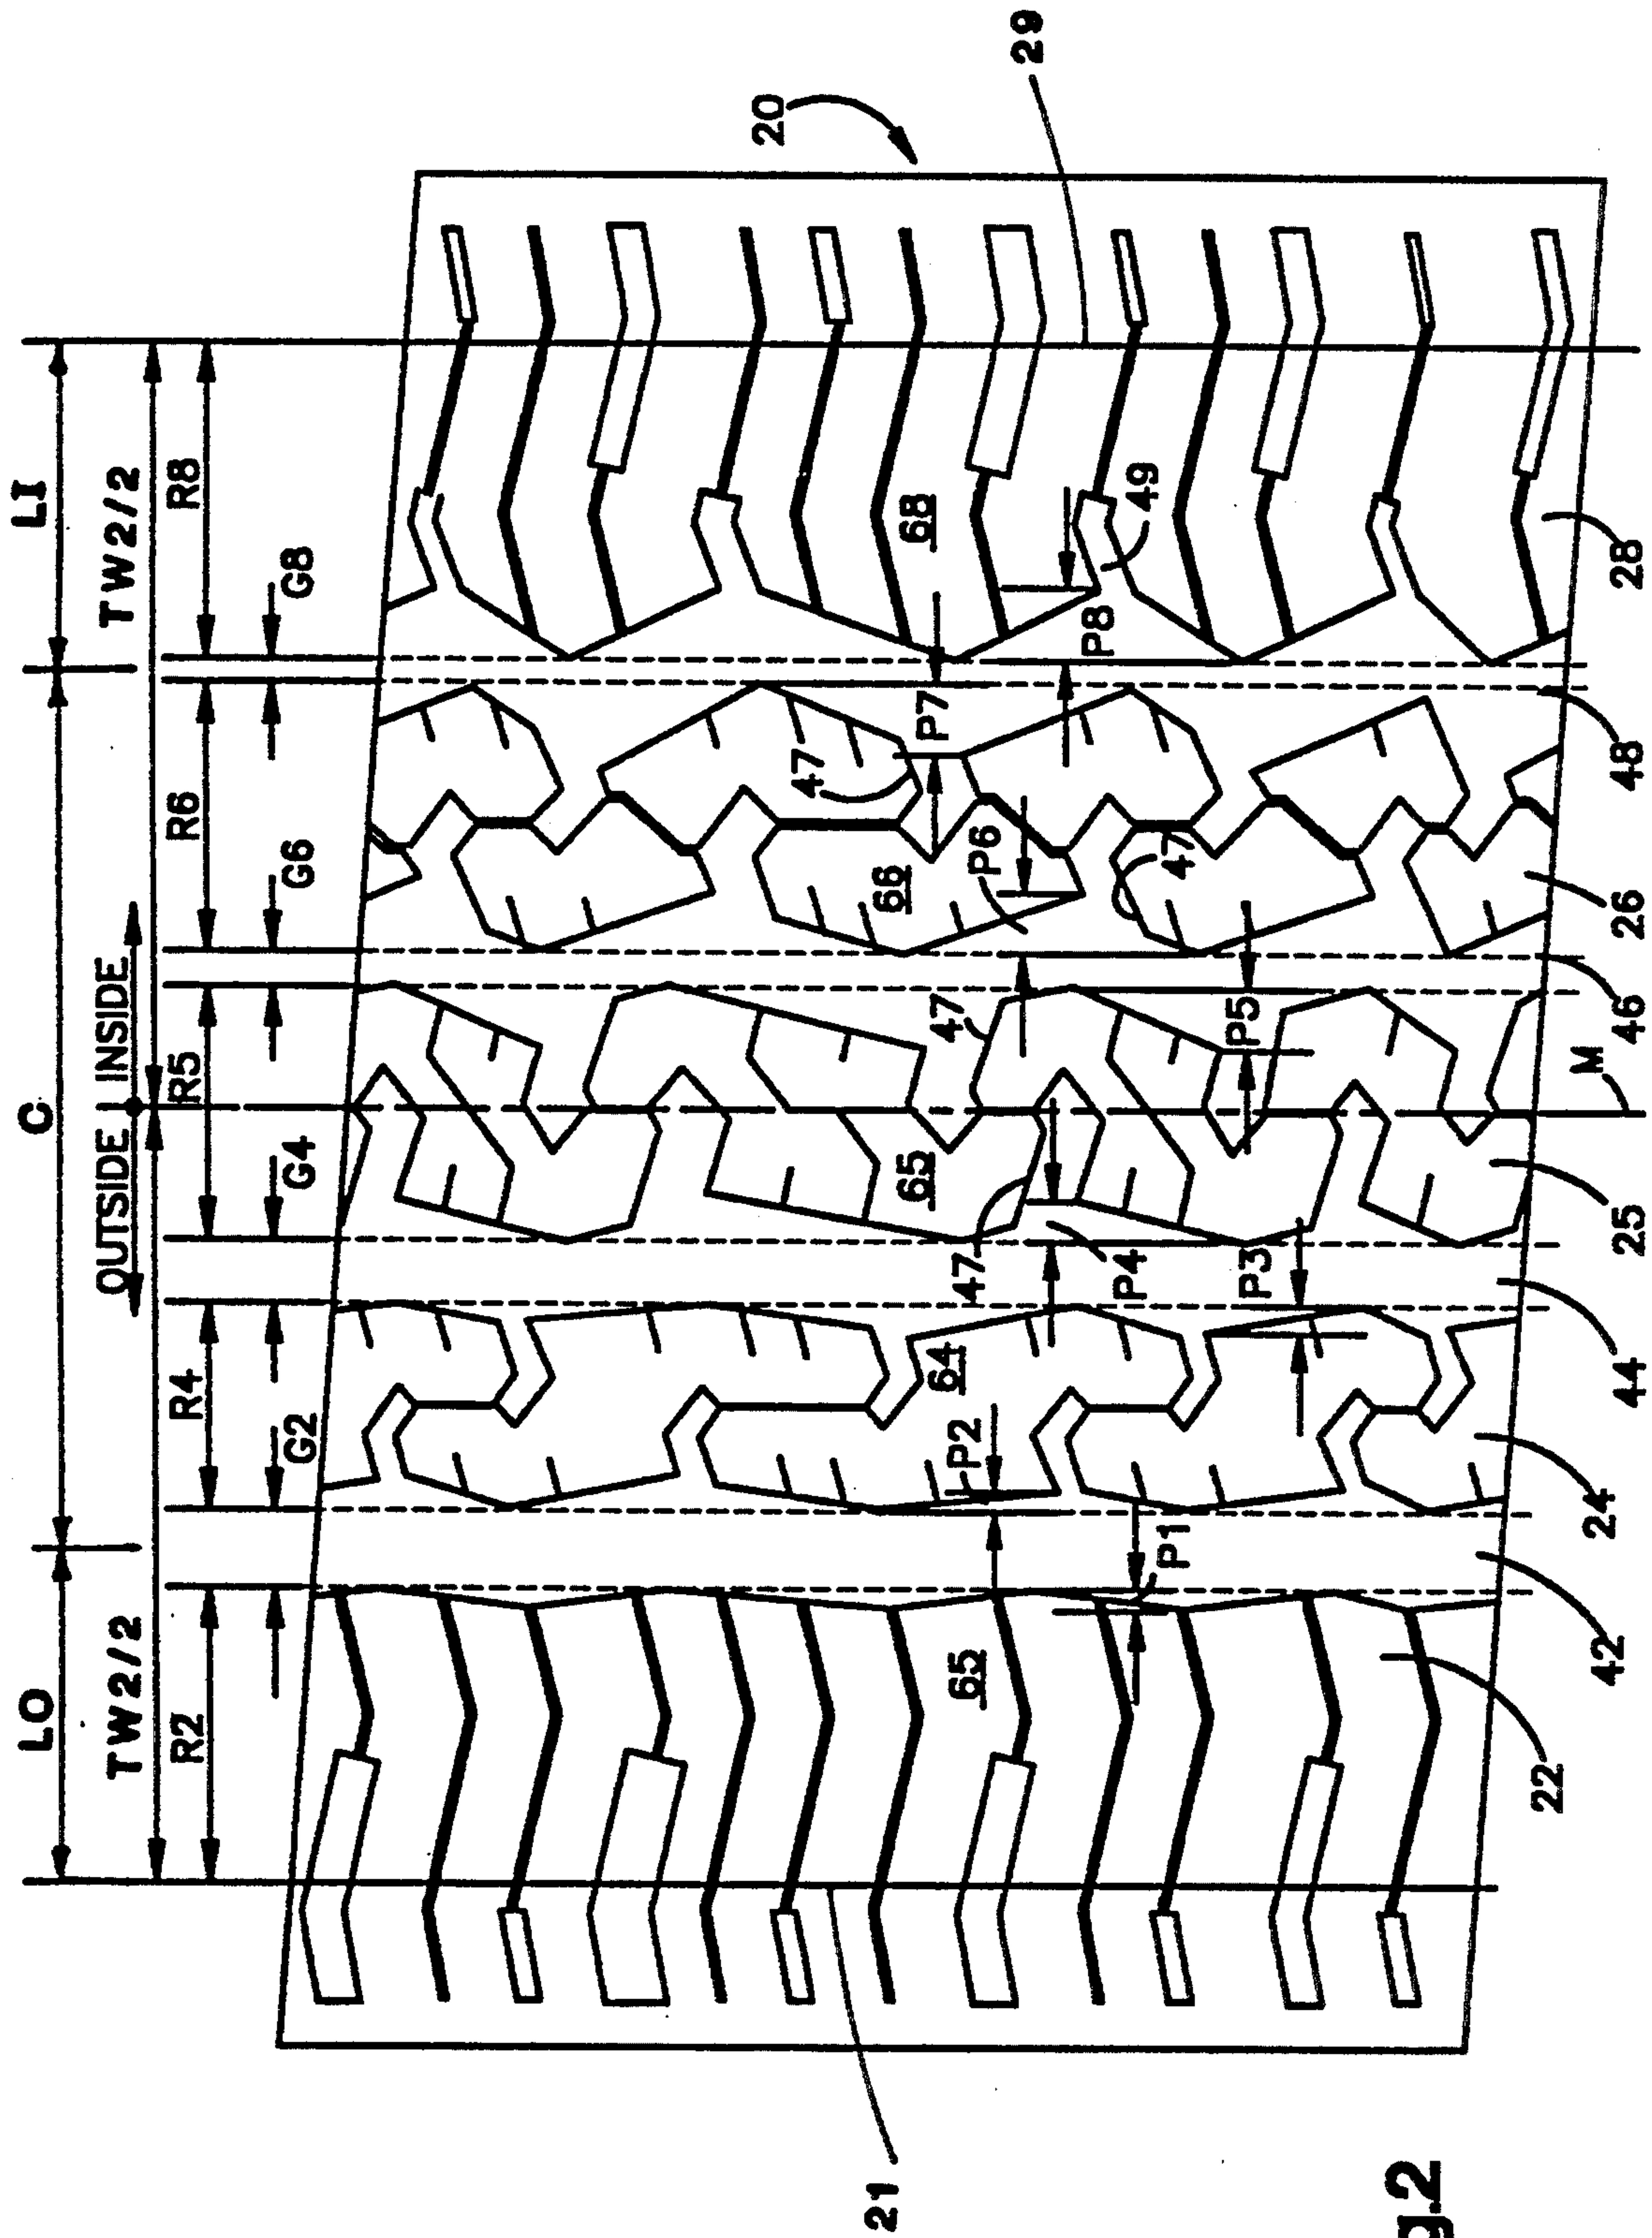 LO
C
LI
TW2/2
OUTSIDE
INSIDE
TW2/2
R2
R4
R5
R6
R8
G2
G4
G6
G8
20
29
21
65
64
65
66
68
47
47
47
47
49
P1
P2
P3
P4
P5
P6
P7
P8
22
42
24
44
25
M
46
26
48
28
g.2